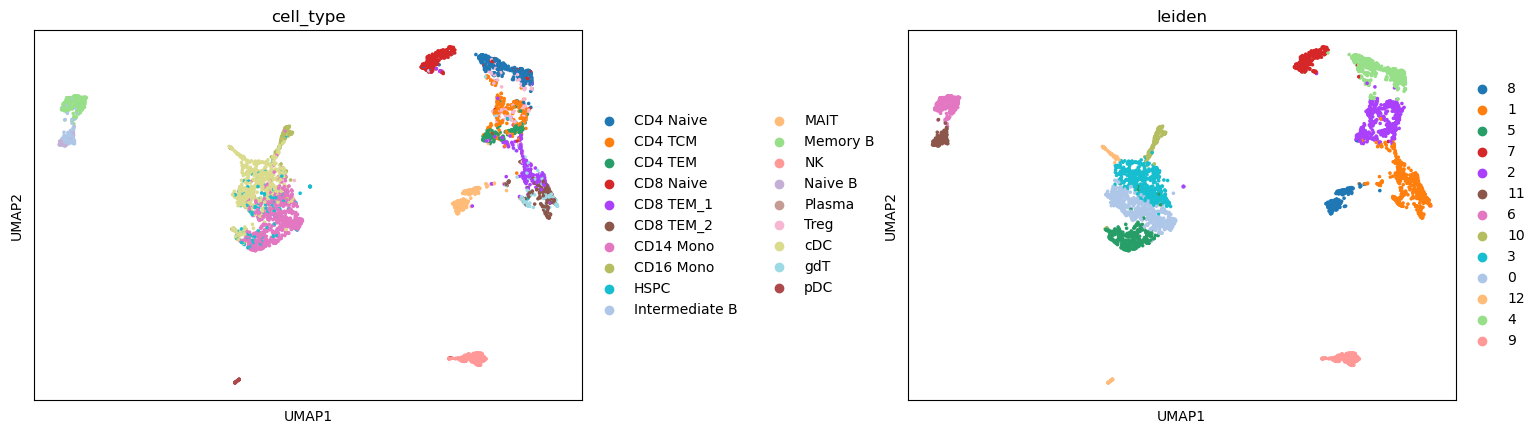 cell_type
UMAP2
UMAP1
CD4 Naive
CD4 TCM
CD4 TEM
CD8 Naive
CD8 TEM_1
CD8 TEM_2
CD14 Mono
CD16 Mono
HSPC
Intermediate B
MAIT
Memory B
NK
Naive B
Plasma
Treg
cDC
gdT
pDC
leiden
UMAP2
UMAP1
8
1
5
7
2
11
6
10
3
0
12
4
9